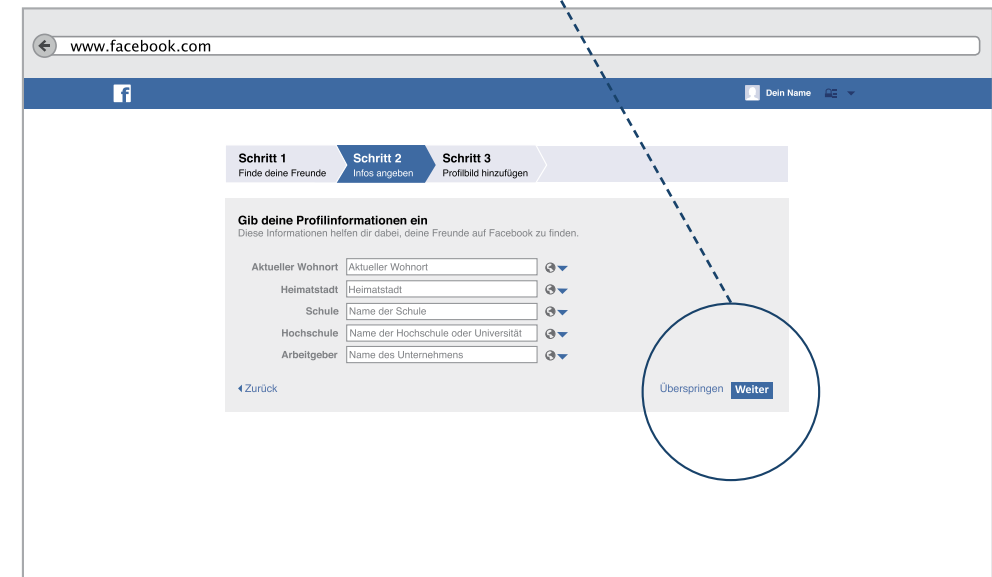 www.facebook.com
f
Dein Name
Schritt 1
Finde deine Freunde
Schritt 2
Infos angeben
Schritt 3
Profilbild hinzufügen
Gib deine Profilinformationen ein
Diese Informationen helfen dir dabei, deine Freunde auf Facebook zu finden.
Aktueller Wohnort Aktueller Wohnort
Heimatstadt Heimatstadt
Schule Name der Schule
Hochschule Name der Hochschule oder Universität
Arbeitgeber Name des Unternehmens
Zurück
Überspringen Weiter